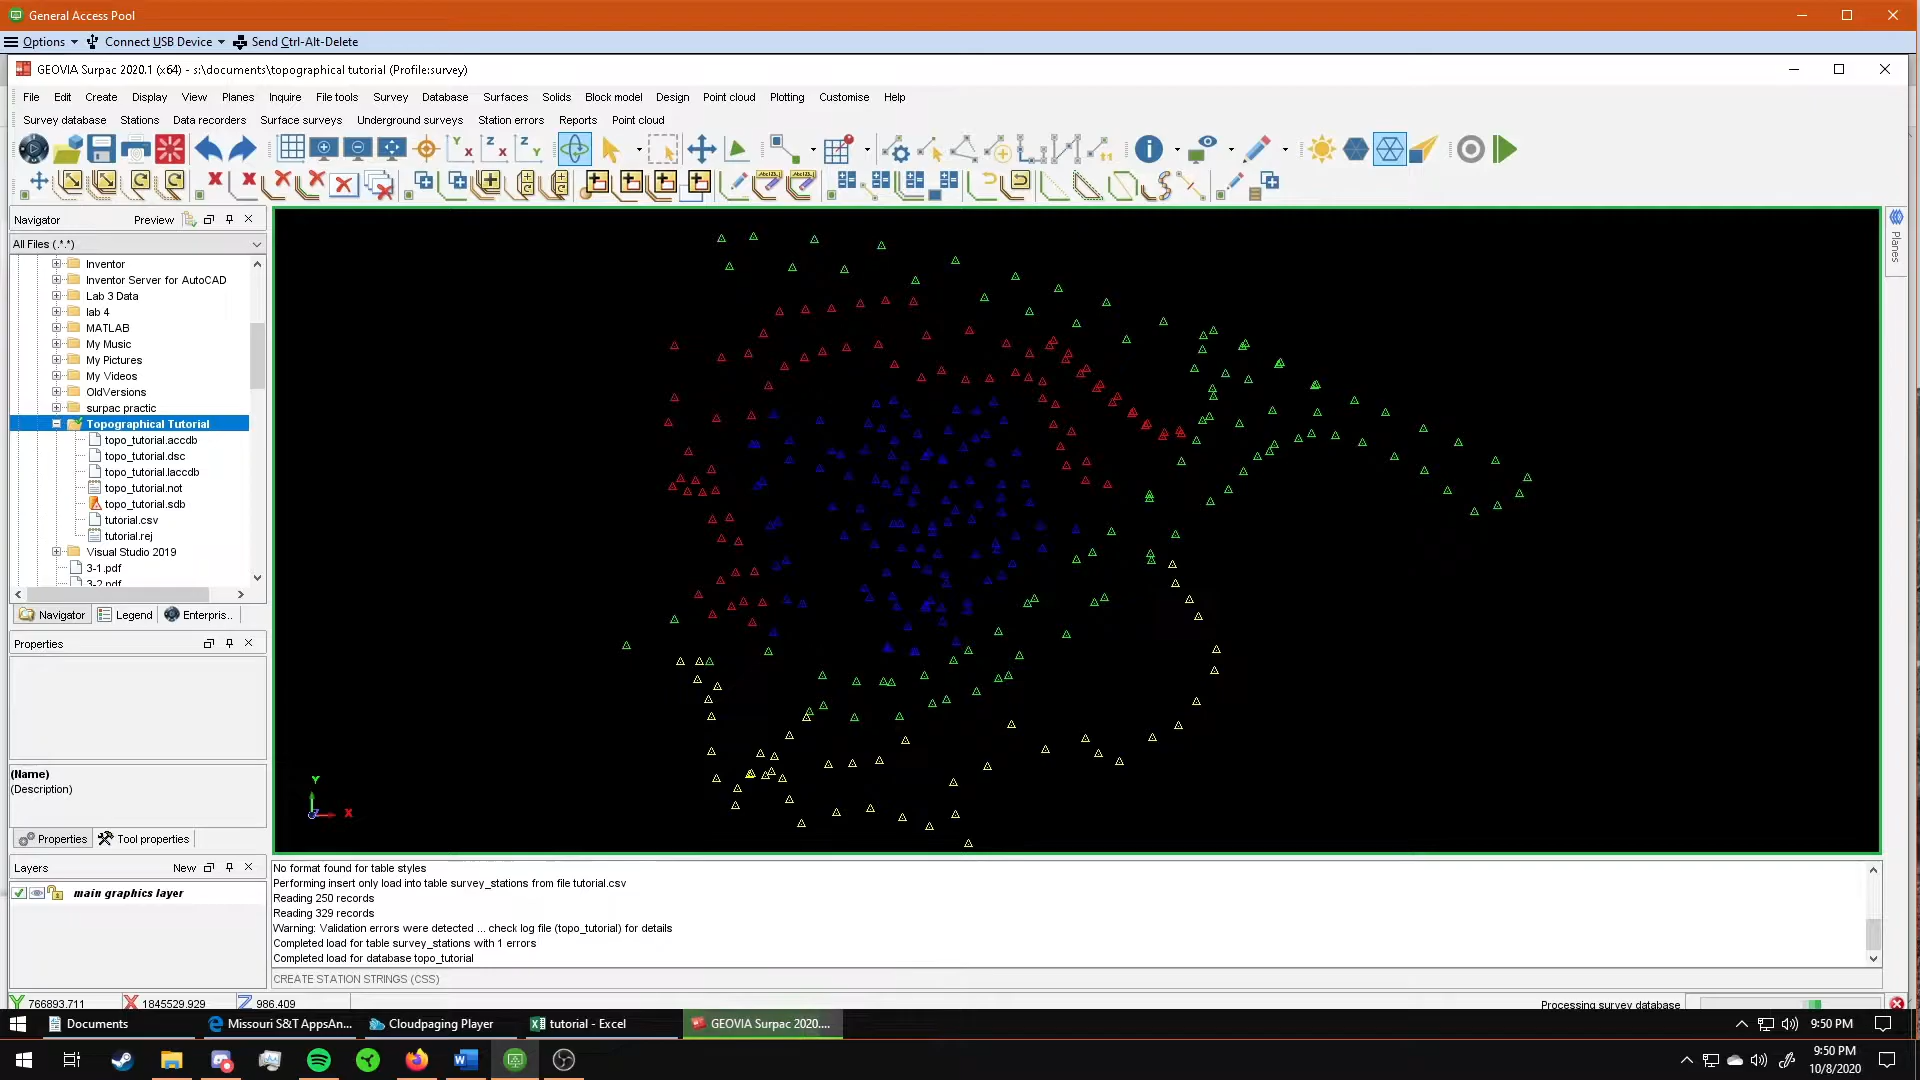 General Access Pool
Options Connect USB Device Send Ctrl-Alt-Delete
GEOVIA Surpac 2020.1 (x64) - s:\documents\topographical tutorial (Profile:survey)
File Edit Create Display View Planes Inquire File tools Survey Database Surfaces Solids Block model Design Point cloud Plotting Customise Help
Survey database Stations Data recorders Surface surveys Underground surveys Station errors Reports Point cloud
Navigator Preview
All Files (.*.*)
Inventor
Inventor Server for AutoCAD
Lab 3 Data
lab 4
MATLAB
My Music
My Pictures
My Videos
OldVersions
surpac practic
Topographical Tutorial
topo_tutorial.accdb
topo_tutorial.dsc
topo_tutorial.laccdb
topo_tutorial.not
topo_tutorial.sdb
tutorial.csv
tutorial.rej
Visual Studio 2019
3-1.pdf
3-2.pdf
Navigator Legend Enterpris..
Properties
(Name)
(Description)
Properties Tool properties
Layers New
main graphics layer
Planes
Y
X
Z
No format found for table styles
Performing insert only load into table survey_stations from file tutorial.csv
Reading 250 records
Reading 329 records
Warning: Validation errors were detected ... check log file (topo_tutorial) for details
Completed load for table survey_stations with 1 errors
Completed load for database topo_tutorial
CREATE STATION STRINGS (CSS)
Y 766893.711 X 1845529.929 Z 986.409 Processing survey database
Documents Missouri S&T AppsAn... Cloudpaging Player tutorial - Excel GEOVIA Surpac 2020.... 9:50 PM
9:50 PM
10/8/2020